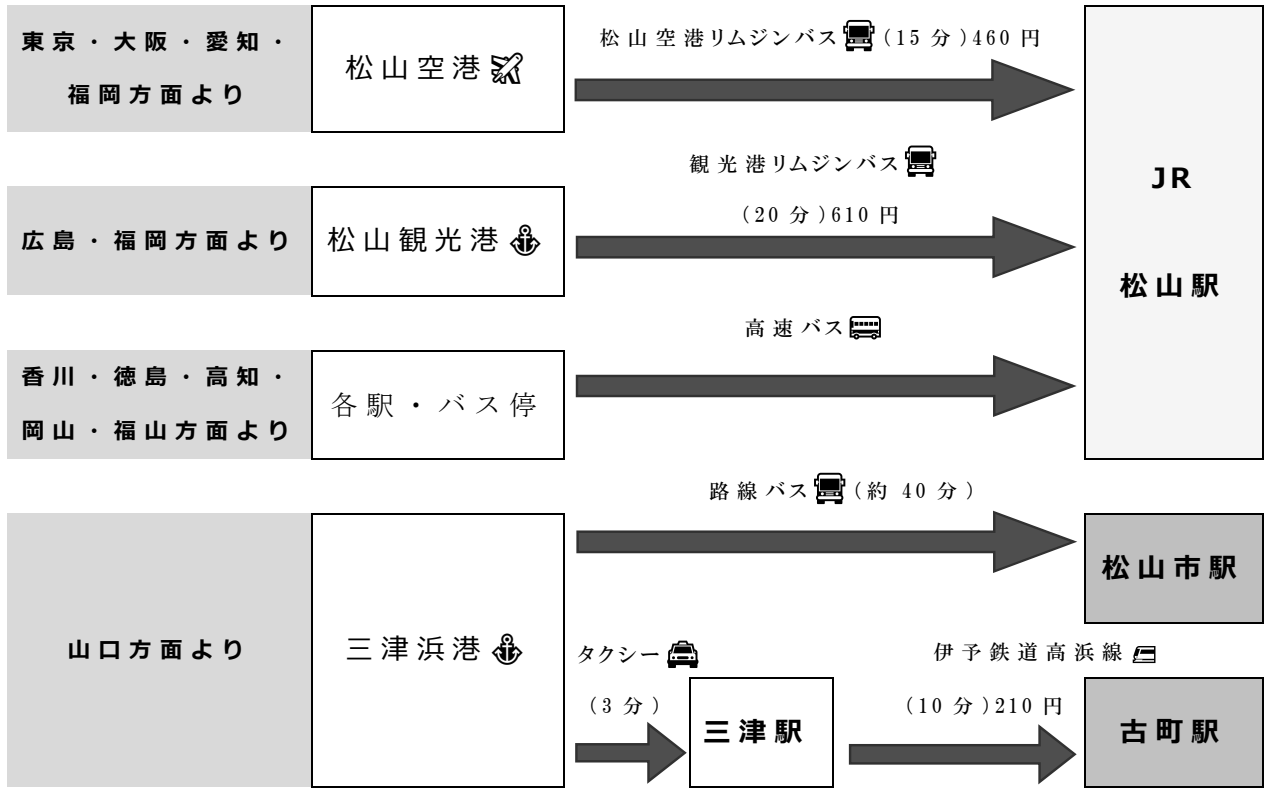 東京・大阪・愛知・
福岡方面より
松山空港
松山空港リムジンバス(15分)460円
広島・福岡方面より
松山観光港
観光港リムジンバス
(20分)610円
香川・徳島・高知・
岡山・福山方面より
各駅・バス停
高速バス
JR
松山駅
山口方面より
三津浜港
路線バス(約40分)
松山市駅
タクシー
(3分)
三津駅
伊予鉄道高浜線
(10分)210円
古町駅